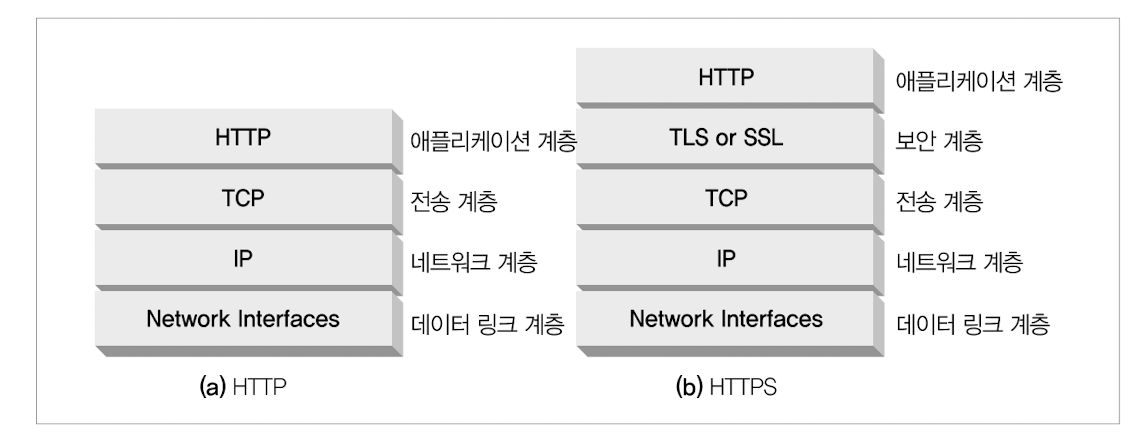 HTTP 애플리케이션 계층
TCP 전송 계층
IP 네트워크 계층
Network Interfaces 데이터 링크 계층
(a) HTTP
HTTP 애플리케이션 계층
TLS or SSL 보안 계층
TCP 전송 계층
IP 네트워크 계층
Network Interfaces 데이터 링크 계층
(b) HTTPS